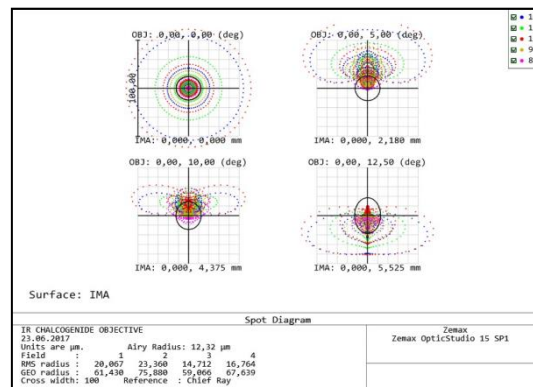 OBJ: 0,00, 0,00 (deg)
OBJ: 0,00, 5,00 (deg)
100,00
IMA: 0,000, 0,000 mm
IMA: 0,000, 2,180 mm
OBJ: 0,00, 10,00 (deg)
OBJ: 0,00, 12,50 (deg)
IMA: 0,000, 4,375 mm
IMA: 0,000, 5,525 mm
1
1
1
9
8
Surface: IMA
Spot Diagram
IR CHALCOGENIDE OBJECTIVE
23.06.2017
Units are µm. Airy Radius: 12,32 µm
Field : 1 2 3 4
RMS radius : 20,067 23,360 14,712 16,764
GEO radius : 61,430 75,880 59,066 67,639
Cross width: 100 Reference : Chief Ray
Zemax
Zemax OpticStudio 15 SP1